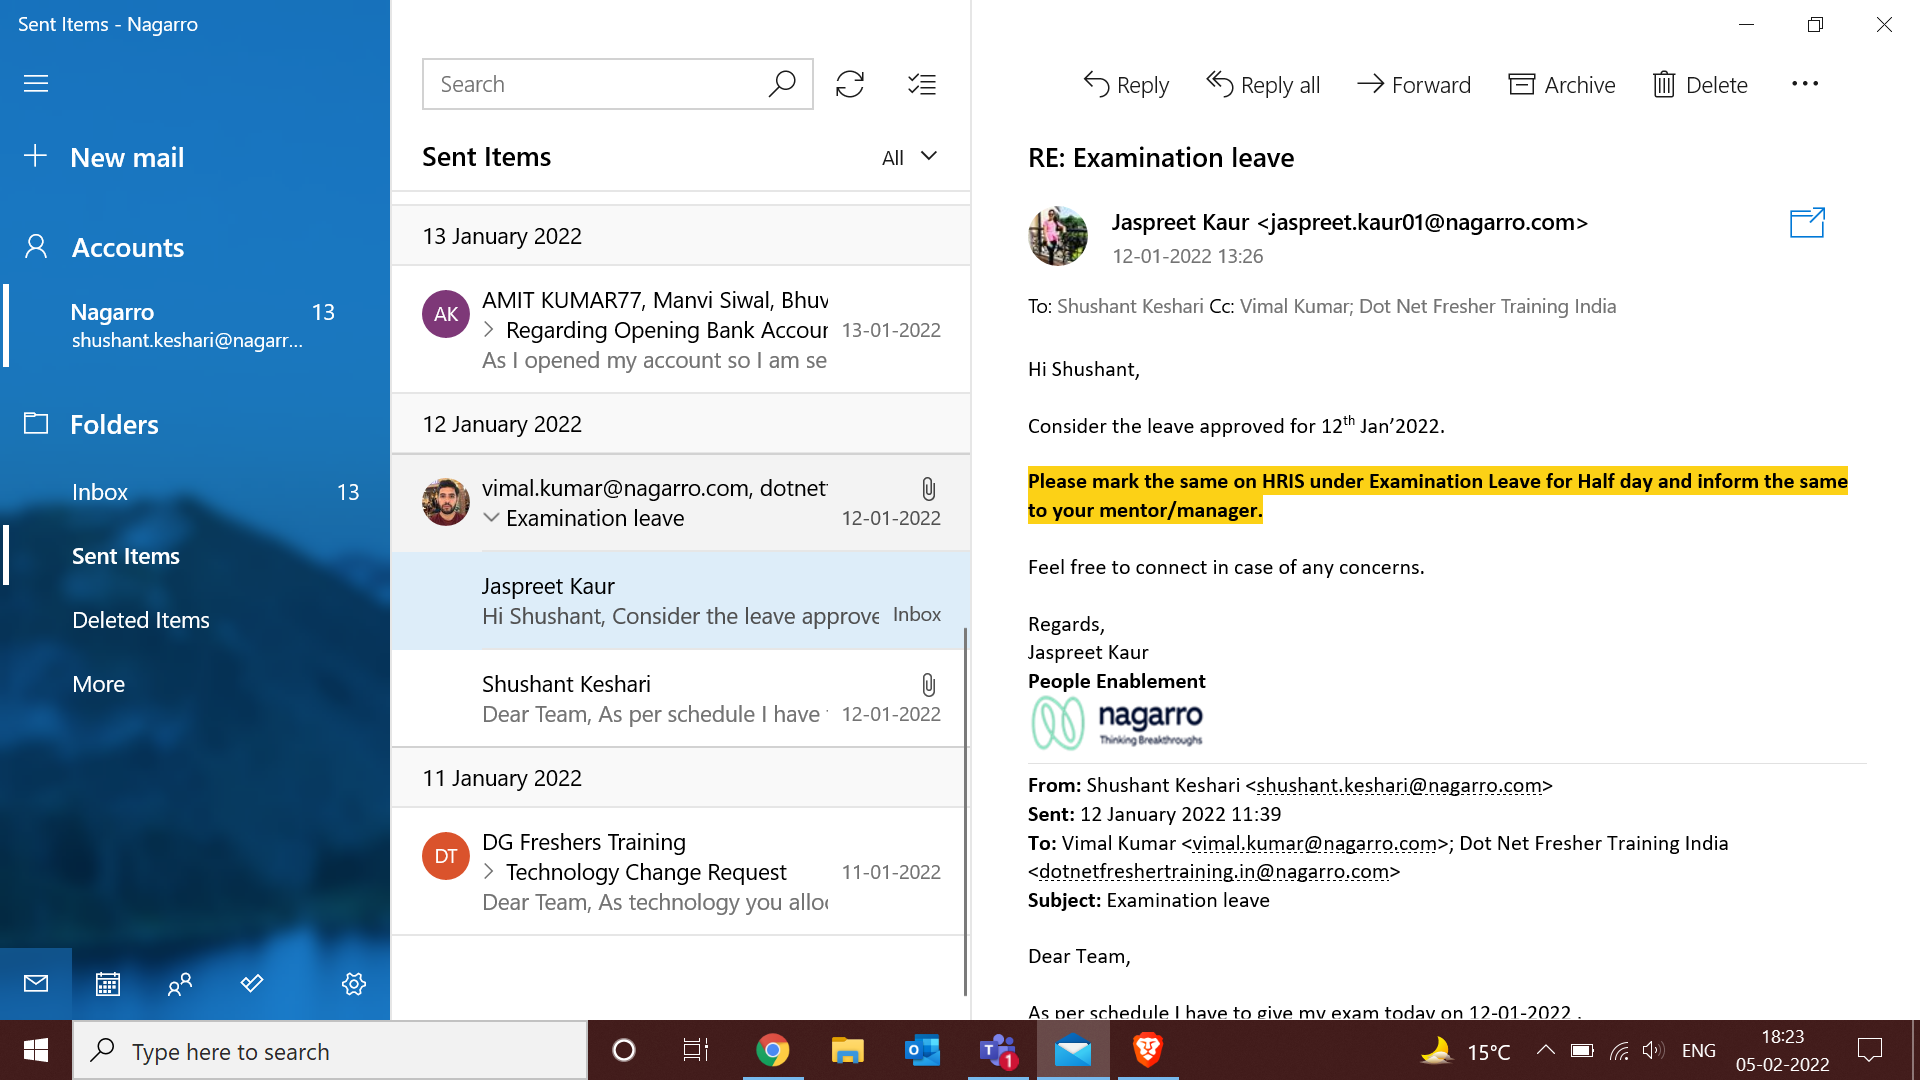 Sent Items - Nagarro
New mail
Accounts
Nagarro 13
shushant.keshari@nagarr...
Folders
Inbox 13
Sent Items
Deleted Items
More
Search
Sent Items All
13 January 2022
AK
AMIT KUMAR77, Manvi Siwal, Bhuv
Regarding Opening Bank Accour 13-01-2022
As I opened my account so I am se
12 January 2022
vimal.kumar@nagarro.com, dotnet
Examination leave 12-01-2022
Jaspreet Kaur
Hi Shushant, Consider the leave approve Inbox
Shushant Keshari
Dear Team, As per schedule I have 12-01-2022
11 January 2022
DT
DG Freshers Training
Technology Change Request 11-01-2022
Dear Team, As technology you allo
Reply Reply all Forward Archive Delete
RE: Examination leave
Jaspreet Kaur <jaspreet.kaur01@nagarro.com>
12-01-2022 13:26
To: Shushant Keshari Cc: Vimal Kumar; Dot Net Fresher Training India
Hi Shushant,
Consider the leave approved for 12th Jan’2022.
Please mark the same on HRIS under Examination Leave for Half day and inform the same
to your mentor/manager.
Feel free to connect in case of any concerns.
Regards,
Jaspreet Kaur
People Enablement
nagarro
Thinking Breakthroughs
From: Shushant Keshari <shushant.keshari@nagarro.com>
Sent: 12 January 2022 11:39
To: Vimal Kumar <vimal.kumar@nagarro.com>; Dot Net Fresher Training India
<dotnetfreshertraining.in@nagarro.com>
Subject: Examination leave
Dear Team,
As per schedule I have to give my exam today on 12-01-2022 .
Type here to search
1
15°C
ENG
18:23
05-02-2022